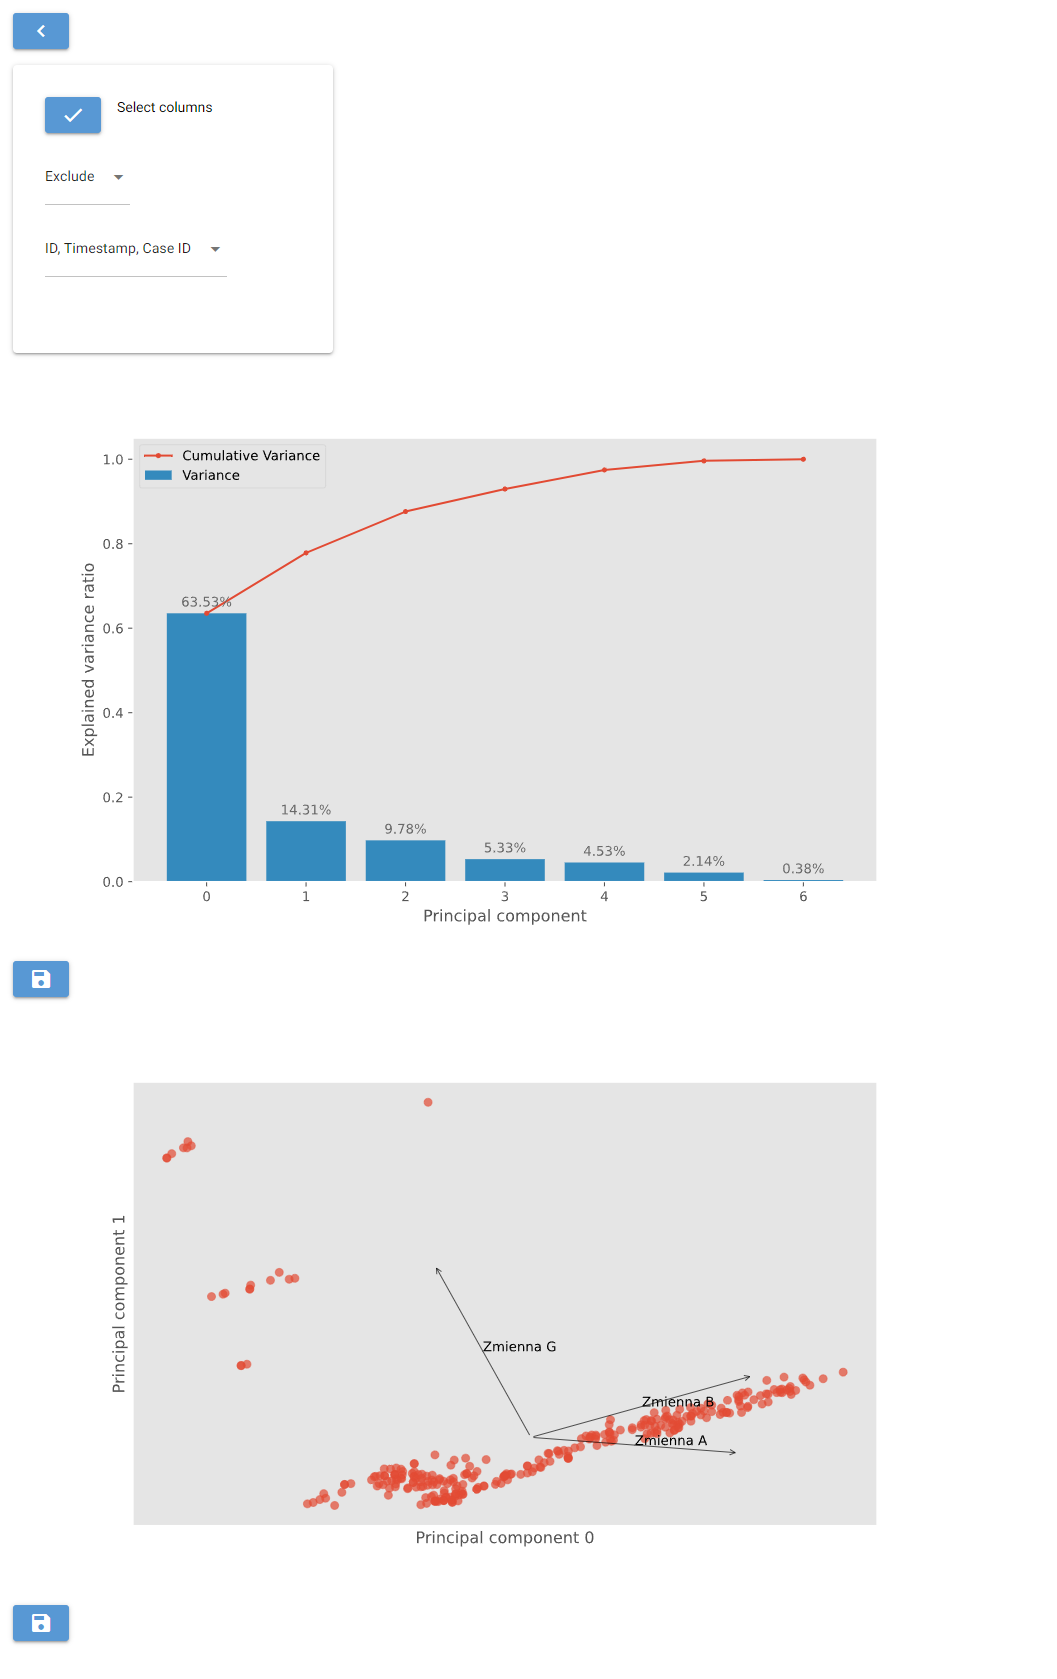 Select columns
Exclude
ID, Timestamp, Case ID
Cumulative Variance
Variance
1.0
0.8
0.6
0.4
0.2
0.0
Explained variance ratio
63.53%
14.31%
9.78%
5.33%
4.53%
2.14%
0.38%
0 1 2 3 4 5 6
Principal component
Principal component 1
Zmienna G
Zmienna B
Zmienna A
Principal component 0